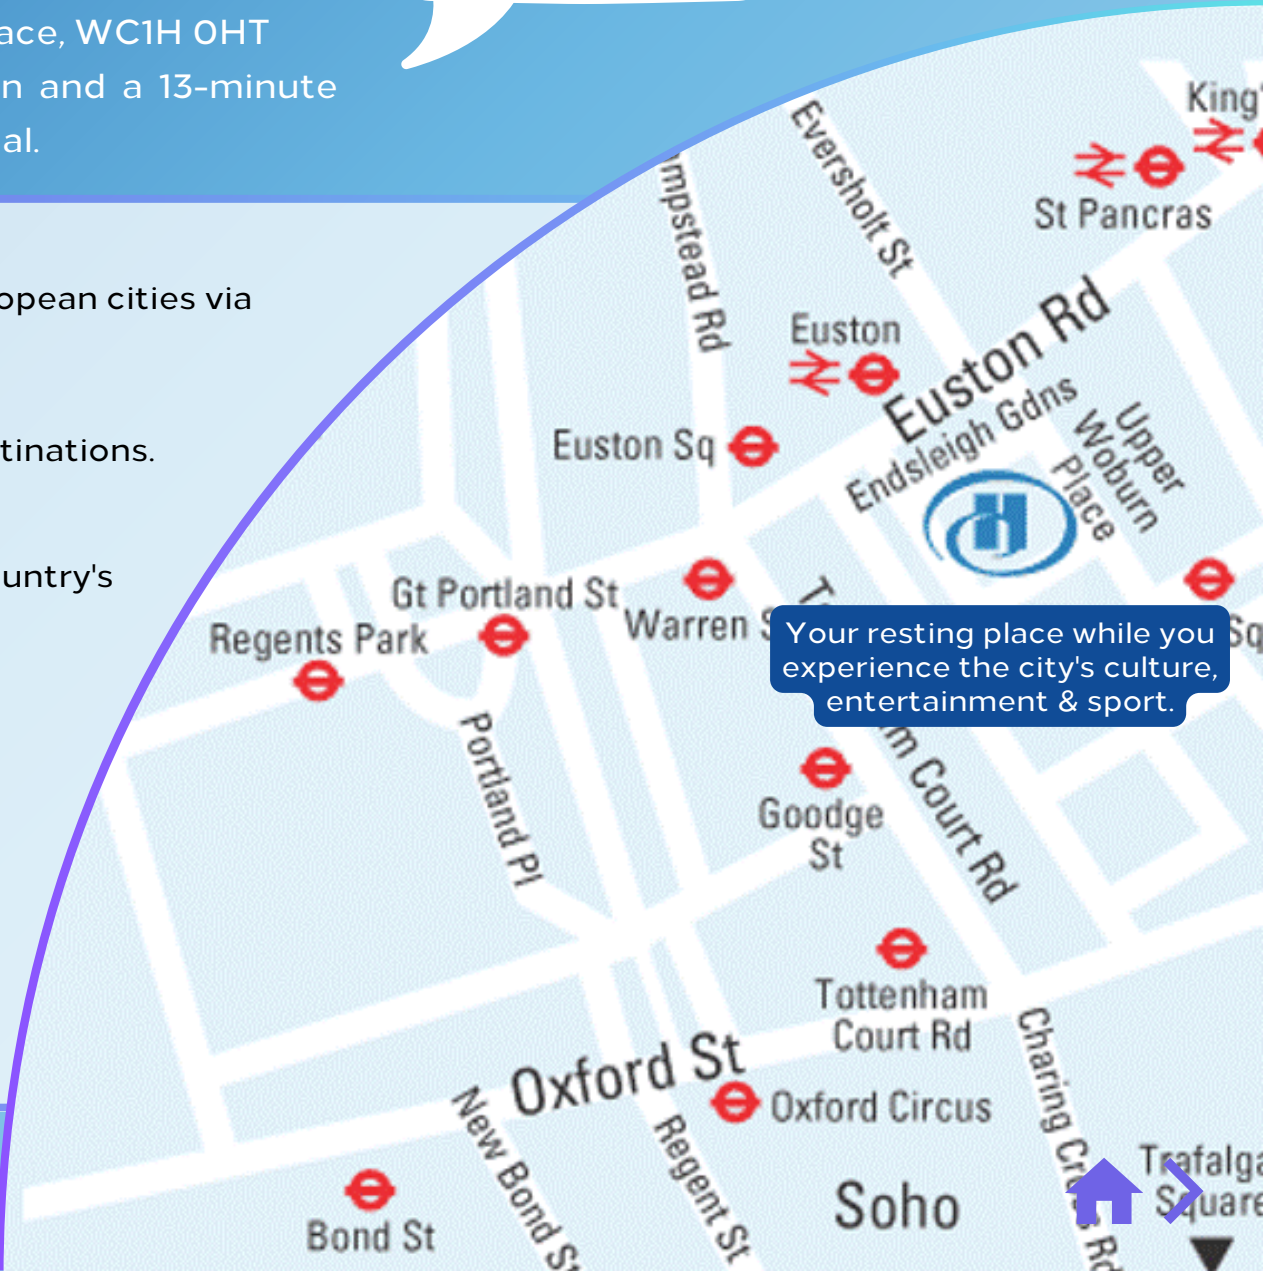 ace, WC1H 0HT
n and a 13-minute
al.
opean cities via
tinations.
untry's
King'
St Pancras
Eversholt St
mpstead Rd
Euston
Euston Rd
Endsleigh Gdns
Upper
Woburn
Place
Euston Sq
Gt Portland St
Warren S
Regents Park
Your resting place while you
experience the city's culture,
entertainment & sport.
Sq
m Court Rd
Portland Pl
Goodge
St
Tottenham
Court Rd
Oxford St
Oxford Circus
Charing Cross Rd
New Bond St
Regent St
Trafalga
Square
Soho
Bond St